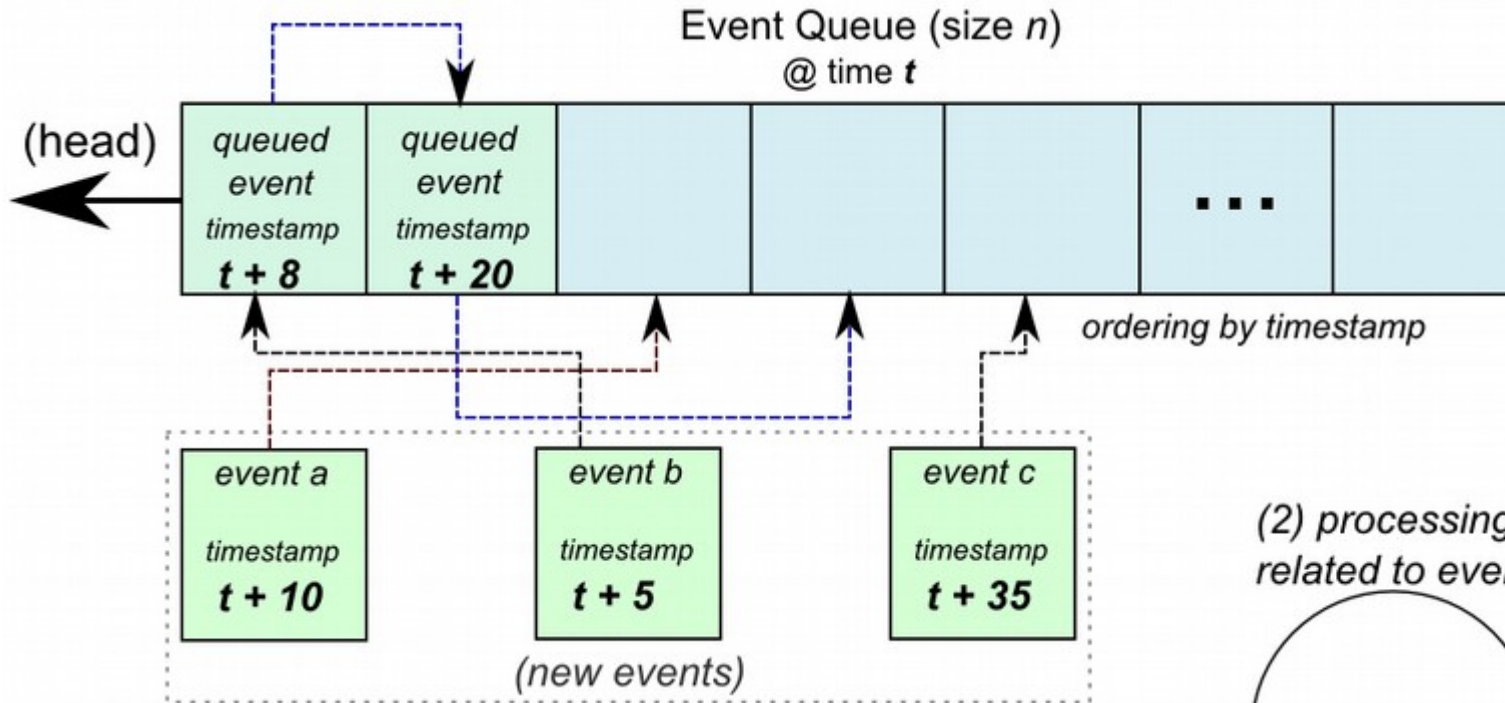 Event Queue (size n)
@ time t
(head)
queued
event
timestamp
t + 8
queued
event
timestamp
t + 20
...
ordering by timestamp
event a
timestamp
t + 10
event b
timestamp
t + 5
event c
timestamp
t + 35
(new events)
(2) processing
related to